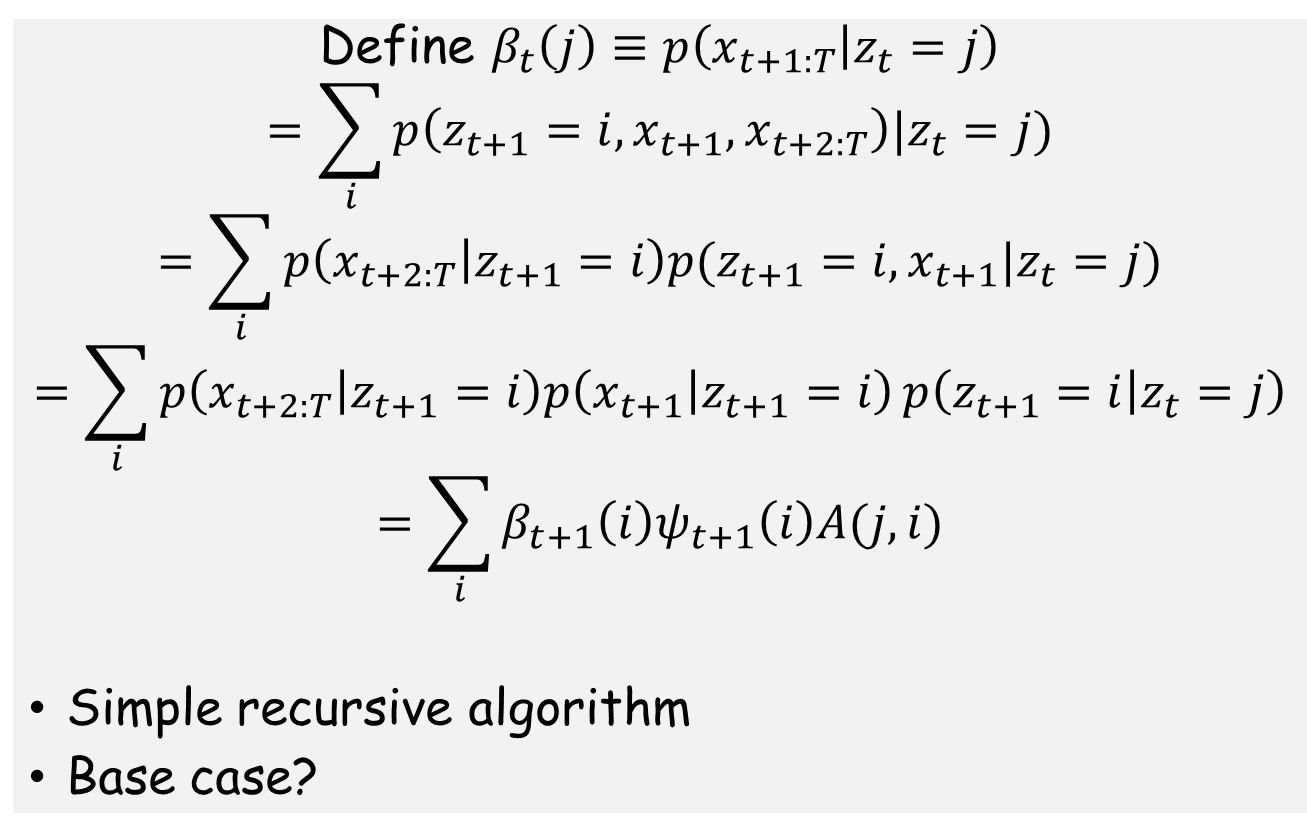 Define β_t(j) ≡ p(x_{t+1:T}|z_t = j)
= ∑_i p(z_{t+1} = i, x_{t+1}, x_{t+2:T})|z_t = j)
= ∑_i p(x_{t+2:T}|z_{t+1} = i)p(z_{t+1} = i, x_{t+1}|z_t = j)
= ∑_i p(x_{t+2:T}|z_{t+1} = i)p(x_{t+1}|z_{t+1} = i) p(z_{t+1} = i|z_t = j)
= ∑_i β_{t+1}(i)ψ_{t+1}(i)A(j, i)
• Simple recursive algorithm
• Base case?